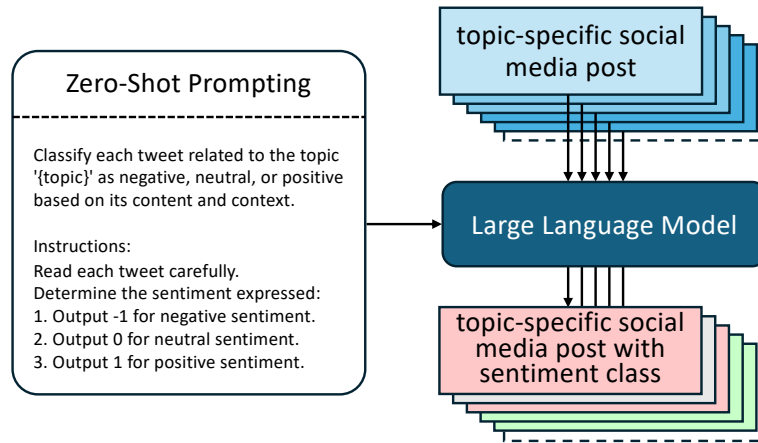 Zero-Shot Prompting
Classify each tweet related to the topic
'{topic}' as negative, neutral, or positive
based on its content and context.
Instructions:
Read each tweet carefully.
Determine the sentiment expressed:
1. Output -1 for negative sentiment.
2. Output 0 for neutral sentiment.
3. Output 1 for positive sentiment.
topic-specific social
media post
Large Language Model
topic-specific social
media post with
sentiment class